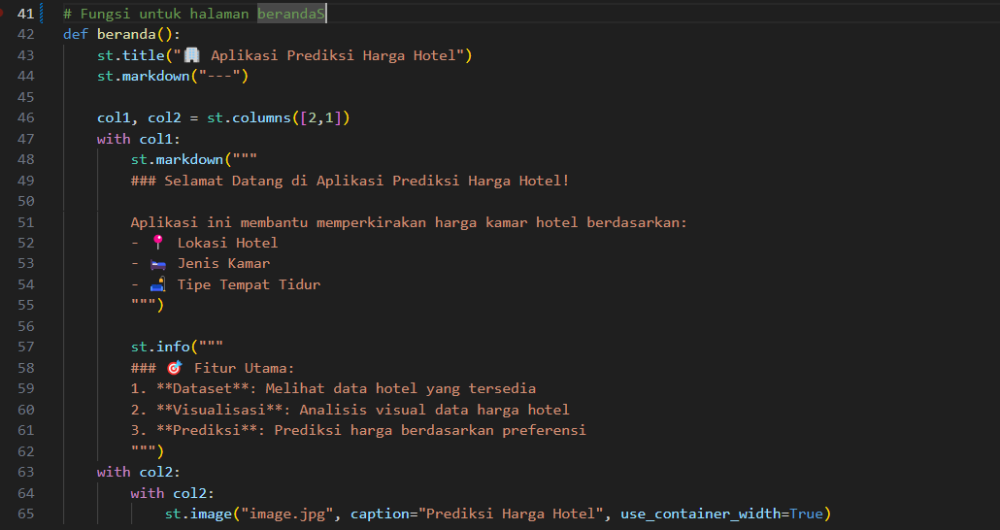 41 # Fungsi untuk halaman berandaS
42 def beranda():
43     st.title("🏢 Aplikasi Prediksi Harga Hotel")
44     st.markdown("---")
45
46     col1, col2 = st.columns([2,1])
47     with col1:
48         st.markdown("""
49         ### Selamat Datang di Aplikasi Prediksi Harga Hotel!
50
51         Aplikasi ini membantu memperkirakan harga kamar hotel berdasarkan:
52         - 📍 Lokasi Hotel
53         - 🛏️ Jenis Kamar
54         - 🛋️ Tipe Tempat Tidur
55         """)
56
57         st.info("""
58         ### 🎯 Fitur Utama:
59         1. **Dataset**: Melihat data hotel yang tersedia
60         2. **Visualisasi**: Analisis visual data harga hotel
61         3. **Prediksi**: Prediksi harga berdasarkan preferensi
62         """)
63     with col2:
64         with col2:
65             st.image("image.jpg", caption="Prediksi Harga Hotel", use_container_width=True)